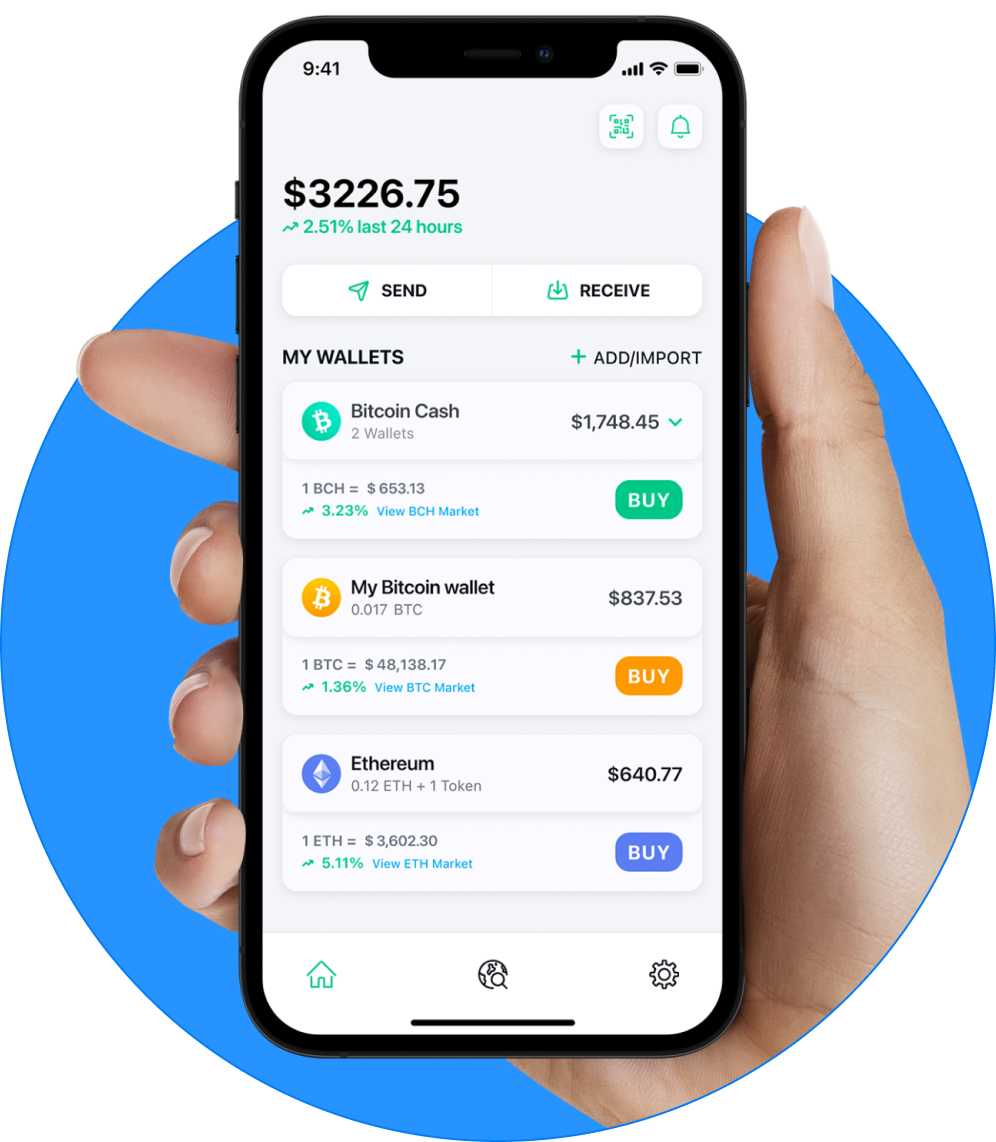 9:41
$3226.75
2.51% last 24 hours
SEND
RECEIVE
MY WALLETS
+ ADD/IMPORT
Bitcoin Cash
2 Wallets
$1,748.45
1 BCH = $ 653.13
3.23% View BCH Market
BUY
My Bitcoin wallet
0.017 BTC
$837.53
1 BTC = $ 48,138.17
1.36% View BTC Market
BUY
Ethereum
0.12 ETH + 1 Token
$640.77
1 ETH = $ 3,602.30
5.11% View ETH Market
BUY